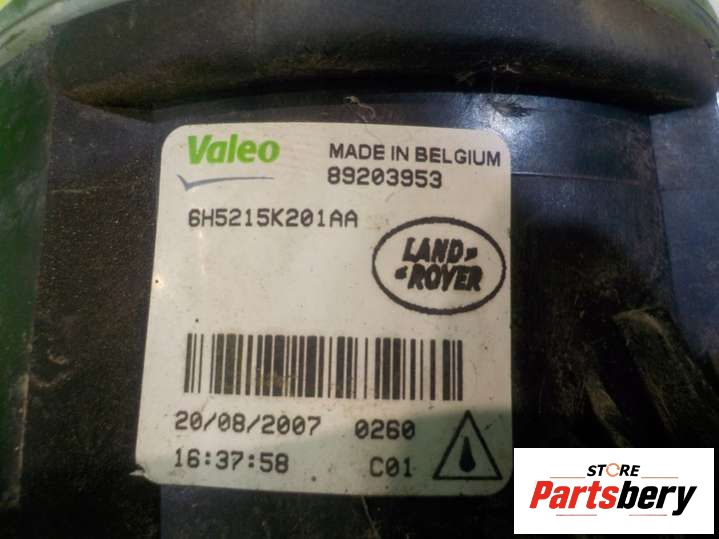 Valeo
MADE IN BELGIUM
89203953
6H5215K201AA
LAND
ROVER
20/08/2007 0260
16:37:58 C01
STORE
Partsbery